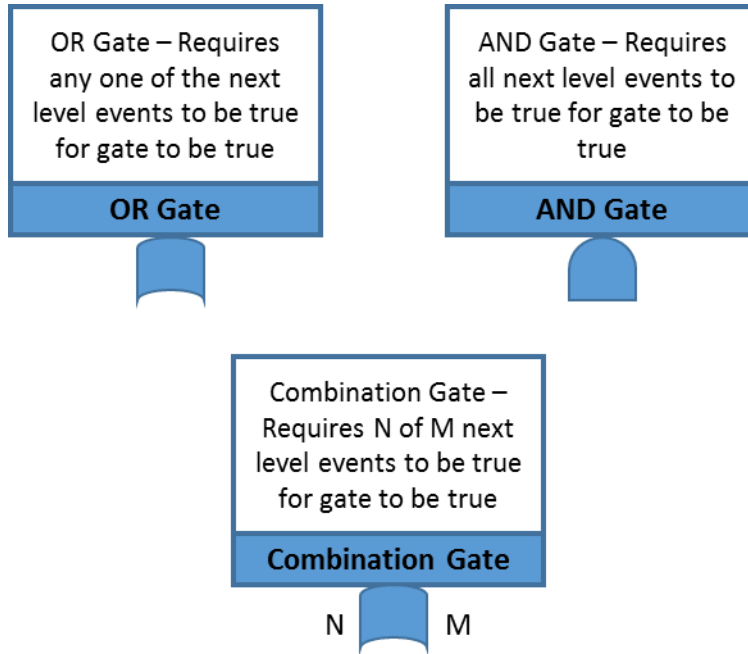 OR Gate – Requires
any one of the next
level events to be true
for gate to be true
OR Gate
AND Gate – Requires
all next level events to
be true for gate to be
true
AND Gate
Combination Gate –
Requires N of M next
level events to be true
for gate to be true
Combination Gate
N M